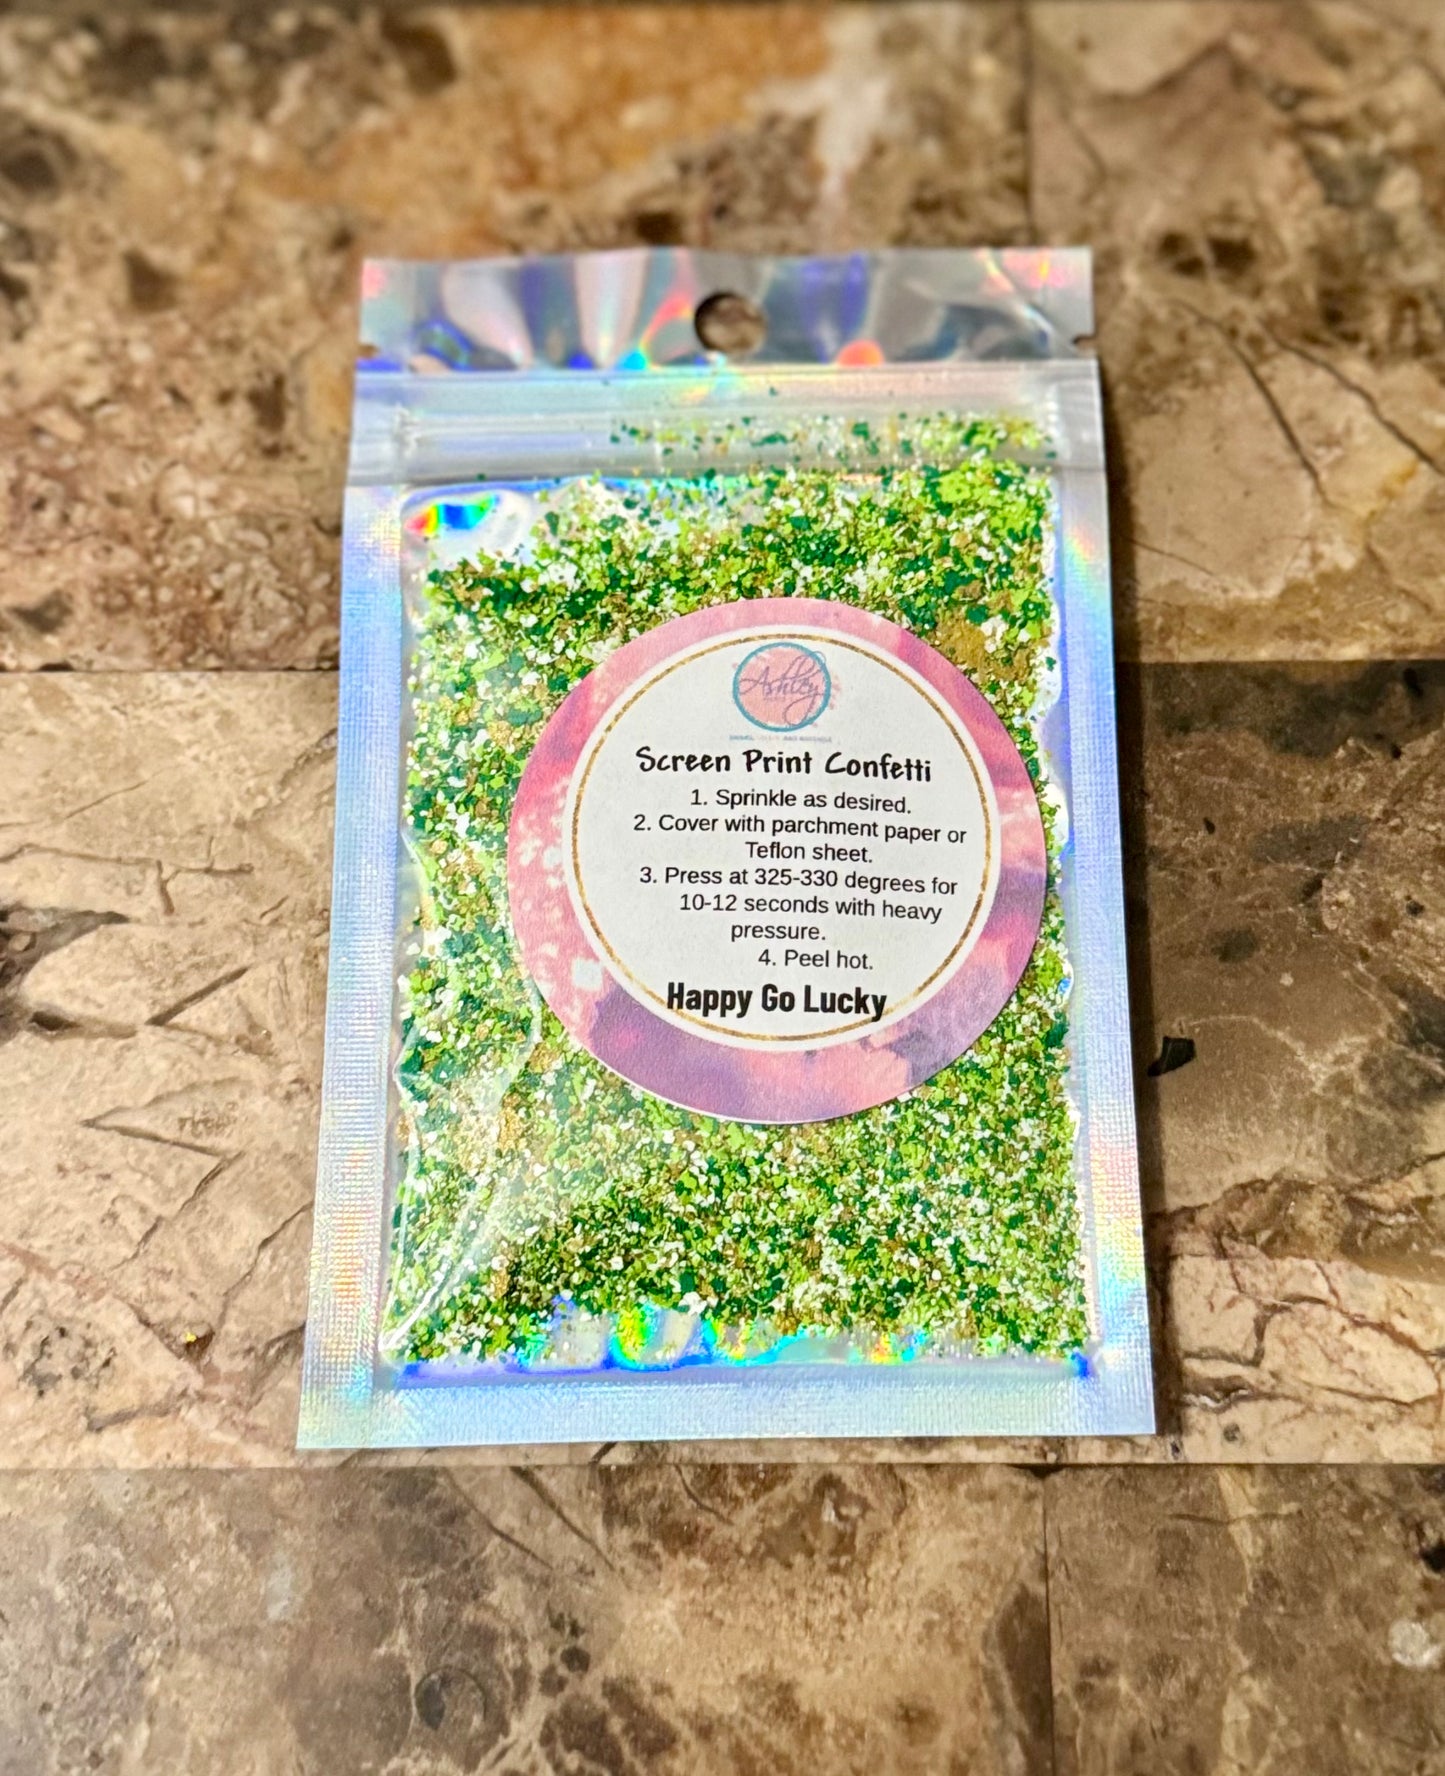 Ashley
Screen Print Confetti
1. Sprinkle as desired.
2. Cover with parchment paper or
Teflon sheet.
3. Press at 325-330 degrees for
10-12 seconds with heavy
pressure.
4. Peel hot.
Happy Go Lucky